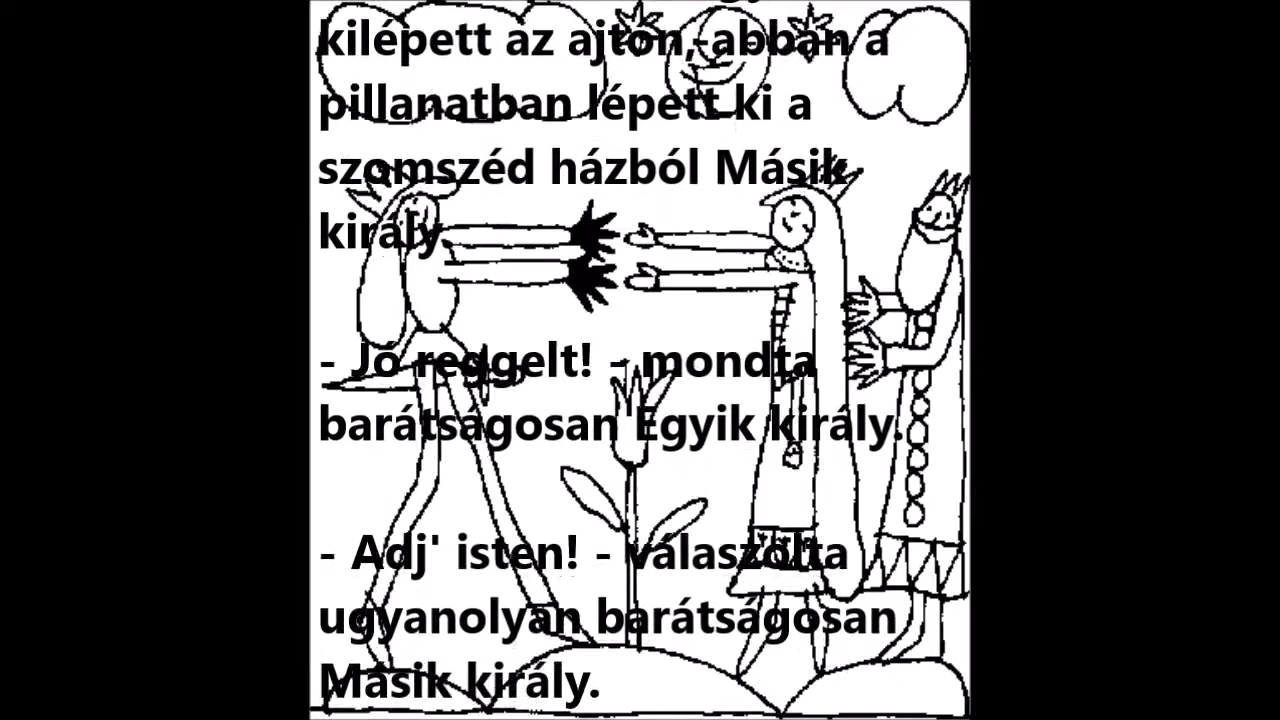 kilépett az ajtón, abban a
pillanatban lépett ki a
szomszéd házból Másik
király.
- Jó reggelt! - mondta
barátságosan Egyik király.
- Adj' isten! - válaszolta
ugyanolyan barátságosan
Másik király.